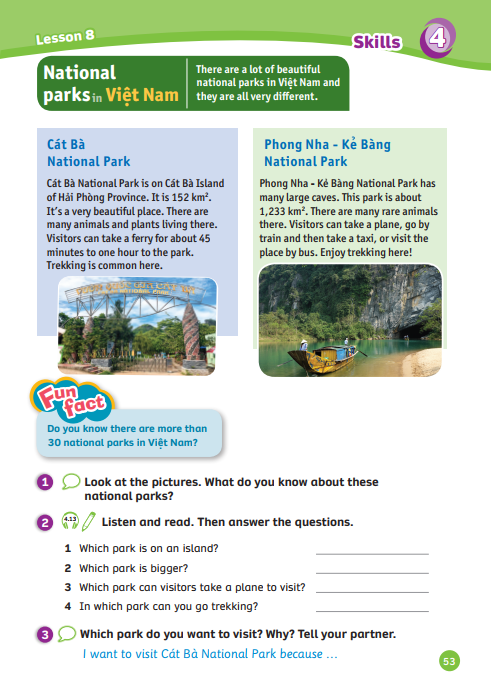 Lesson 8
Skills 4
National
parks in Việt Nam
There are a lot of beautiful
national parks in Việt Nam and
they are all very different.
Cát Bà
National Park
Cát Bà National Park is on Cát Bà Island
of Hải Phòng Province. It is 152 km².
It's a very beautiful place. There are
many animals and plants living there.
Visitors can take a ferry for about 45
minutes to one hour to the park.
Trekking is common here.
Phong Nha - Kẻ Bàng
National Park
Phong Nha - Kẻ Bàng National Park has
many large caves. This park is about
1,233 km². There are many rare animals
there. Visitors can take a plane, go by
train and then take a taxi, or visit the
place by bus. Enjoy trekking here!
Fun
fact
Do you know there are more than
30 national parks in Việt Nam?
1 Look at the pictures. What do you know about these
national parks?
2 4.13 Listen and read. Then answer the questions.
1 Which park is on an island?
2 Which park is bigger?
3 Which park can visitors take a plane to visit?
4 In which park can you go trekking?
3 Which park do you want to visit? Why? Tell your partner.
I want to visit Cát Bà National Park because ...
53